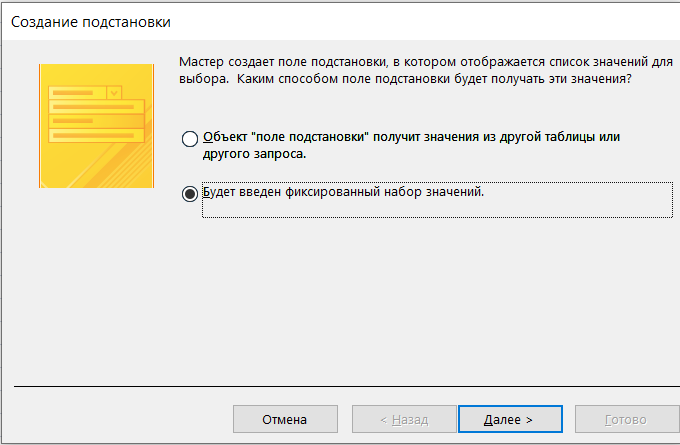 Создание подстановки
Мастер создает поле подстановки, в котором отображается список значений для
выбора. Каким способом поле подстановки будет получать эти значения?
Объект "поле подстановки" получит значения из другой таблицы или
другого запроса.
Будет введен фиксированный набор значений.
Отмена
< Назад
Далее >
Готово